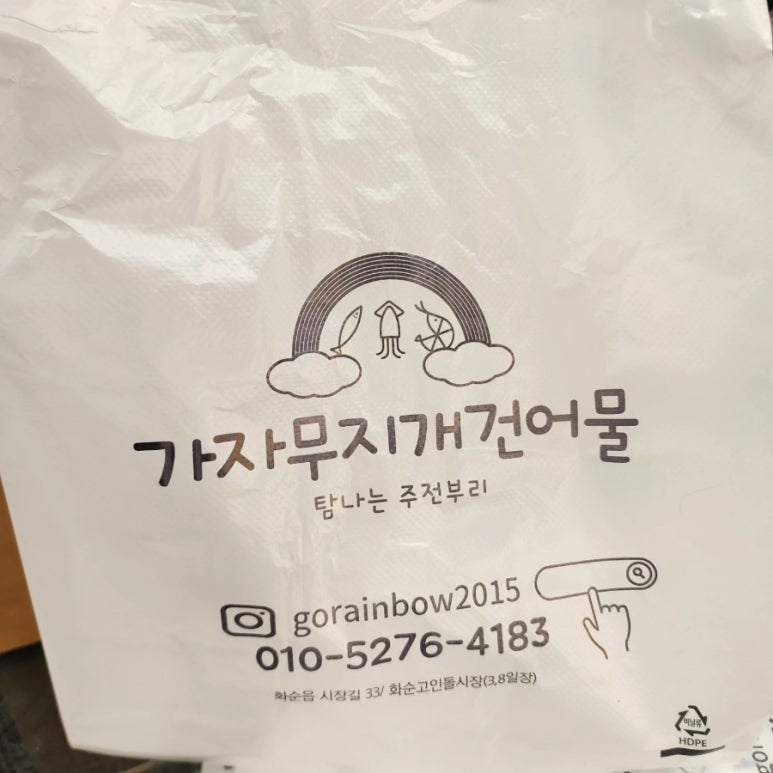 가자무지개건어물
탐나는 주전부리
gorainbow2015
010-5276-4183
화순읍 시장길 33/ 화순고인돌시장(3,8일장)
비닐류
HDPE